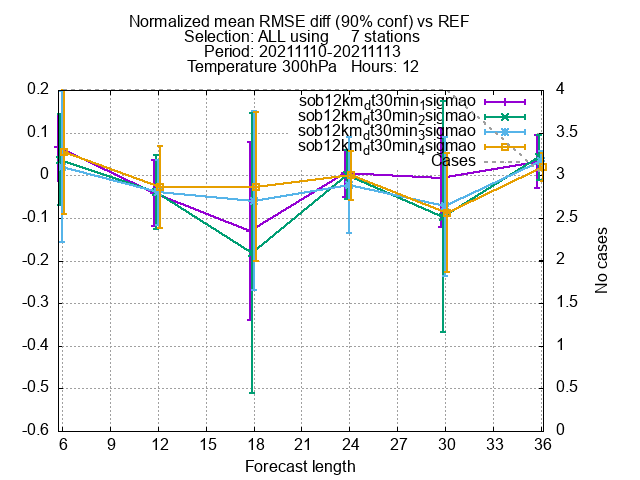 Normalized mean RMSE diff (90% conf) vs REF
Selection: ALL using     7 stations
Period: 20211110-20211113
Temperature 300hPa   Hours: 12
sob12km_dt30min_1sigmao
sob12km_dt30min_2sigmao
sob12km_dt30min_3sigmao
sob12km_dt30min_4sigmao
Cases
0.2
0.1
0
-0.1
-0.2
-0.3
-0.4
-0.5
-0.6
4
3.5
3
2.5
2
1.5
1
0.5
0
No cases
6 9 12 15 18 21 24 27 30 33 36
Forecast length